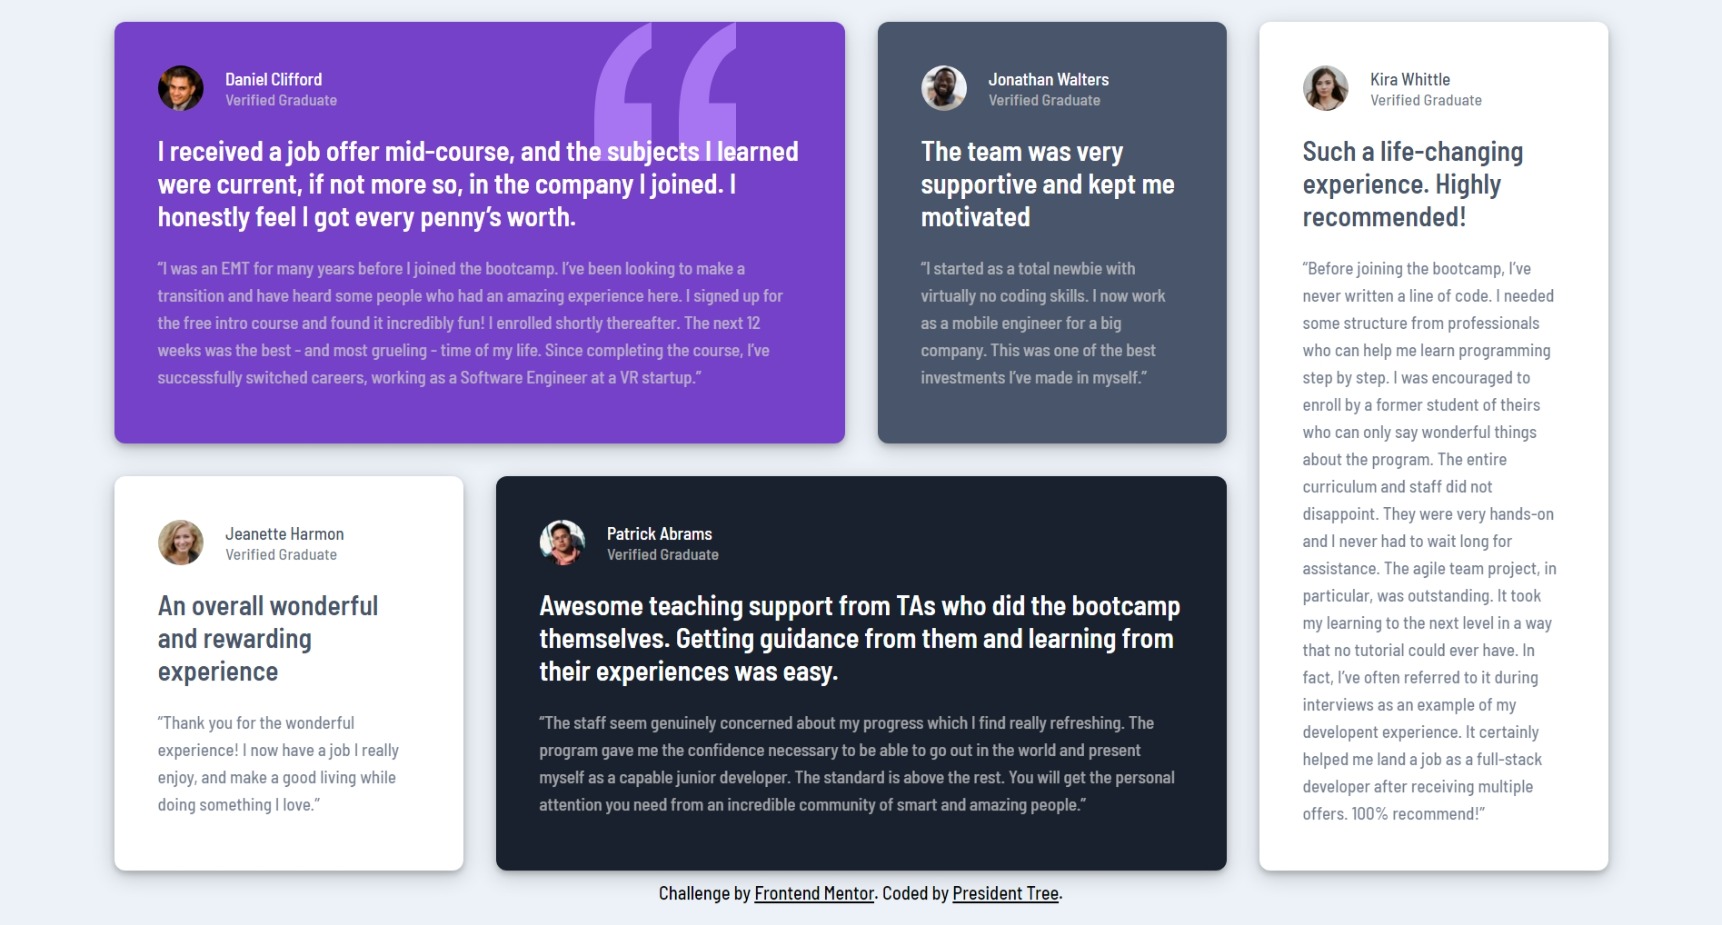 Daniel Clifford
Verified Graduate
I received a job offer mid-course, and the subjects I learned
were current, if not more so, in the company I joined. I
honestly feel I got every penny’s worth.
“I was an EMT for many years before I joined the bootcamp. I’ve been looking to make a
transition and have heard some people who had an amazing experience here. I signed up for
the free intro course and found it incredibly fun! I enrolled shortly thereafter. The next 12
weeks was the best - and most grueling - time of my life. Since completing the course, I’ve
successfully switched careers, working as a Software Engineer at a VR startup.”
Jonathan Walters
Verified Graduate
The team was very
supportive and kept me
motivated
“I started as a total newbie with
virtually no coding skills. I now work
as a mobile engineer for a big
company. This was one of the best
investments I’ve made in myself.”
Kira Whittle
Verified Graduate
Such a life-changing
experience. Highly
recommended!
“Before joining the bootcamp, I’ve
never written a line of code. I needed
some structure from professionals
who can help me learn programming
step by step. I was encouraged to
enroll by a former student of theirs
who can only say wonderful things
about the program. The entire
curriculum and staff did not
disappoint. They were very hands-on
and I never had to wait long for
assistance. The agile team project, in
particular, was outstanding. It took
my learning to the next level in a way
that no tutorial could ever have. In
fact, I’ve often referred to it during
interviews as an example of my
developent experience. It certainly
helped me land a job as a full-stack
developer after receiving multiple
offers. 100% recommend!”
Jeanette Harmon
Verified Graduate
An overall wonderful
and rewarding
experience
“Thank you for the wonderful
experience! I now have a job I really
enjoy, and make a good living while
doing something I love.”
Patrick Abrams
Verified Graduate
Awesome teaching support from TAs who did the bootcamp
themselves. Getting guidance from them and learning from
their experiences was easy.
“The staff seem genuinely concerned about my progress which I find really refreshing. The
program gave me the confidence necessary to be able to go out in the world and present
myself as a capable junior developer. The standard is above the rest. You will get the personal
attention you need from an incredible community of smart and amazing people.”
Challenge by Frontend Mentor. Coded by President Tree.